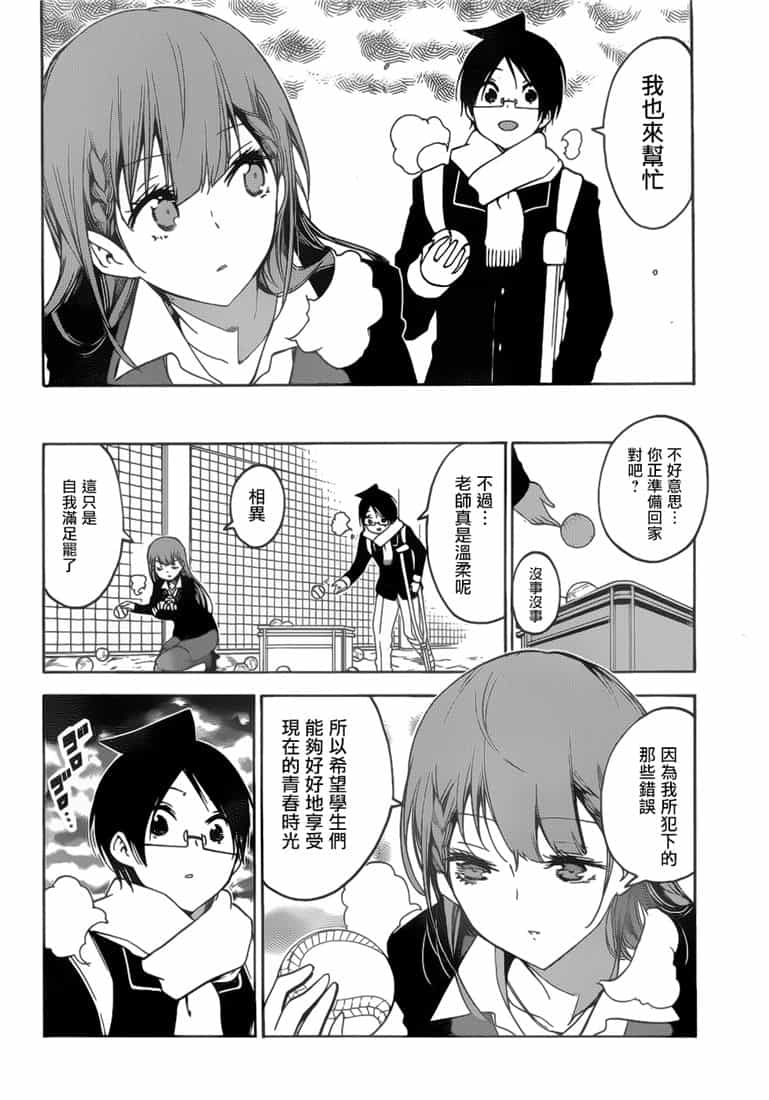 我也來幫忙
。
不好意思…
你正準備回家
對吧？
沒事沒事
不過…
老師真是溫柔呢
相異
這只是
自我滿足罷了
因為我所犯下的
那些錯誤
所以希望學生們
能夠好好地享受
現在的青春時光
ゴゴゴ…